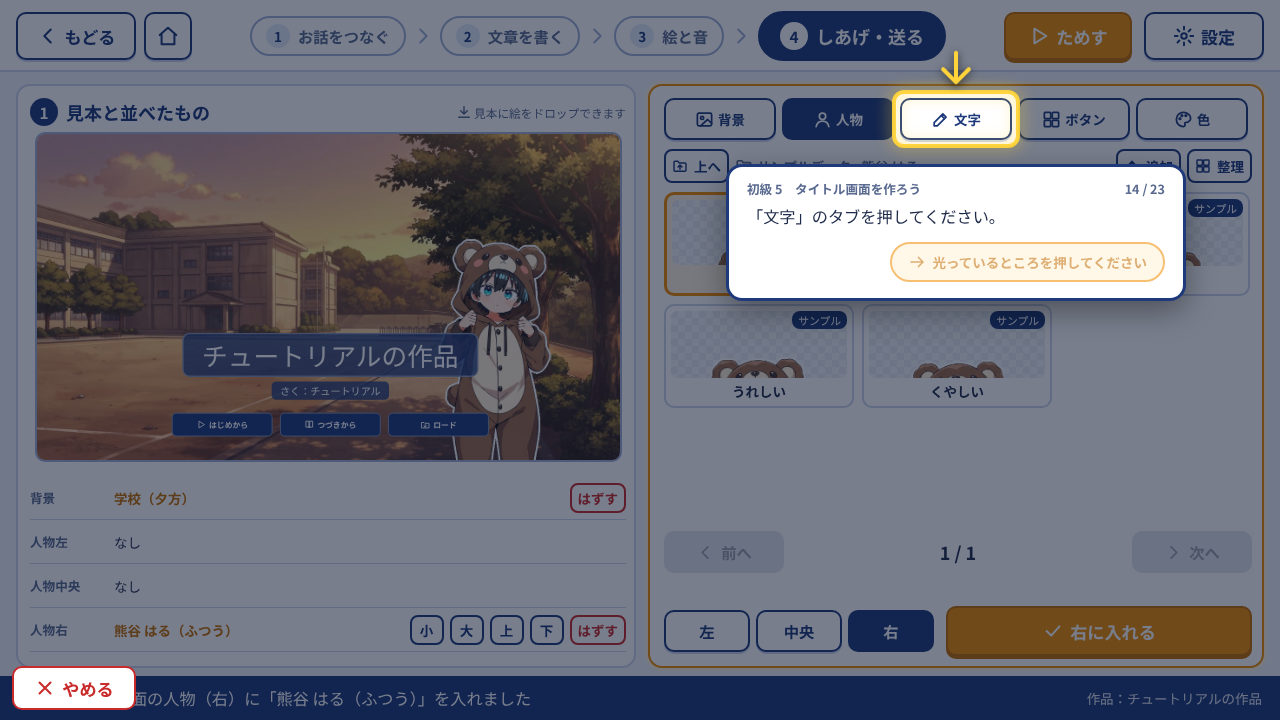 もどる
1 お話をつなぐ
2 文章を書く
3 絵と音
4 しあげ・送る
ためす
設定
1 見本と並べたもの
見本に絵をドロップできます
チュートリアルの作品
さく：チュートリアル
はじめから
つづきから
ロード
背景 学校（夕方） はずす
人物左 なし
人物中央 なし
人物右 熊谷 はる（ふつう） 小 大 上 下 はずす
背景
人物
文字
ボタン
色
上へ
整理
初級 5 タイトル画面を作ろう 14 / 23
「文字」のタブを押してください。
光っているところを押してください
サンプル
サンプル
サンプル
うれしい
くやしい
前へ
1 / 1
次へ
左
中央
右
右に入れる
やめる
面の人物（右）に「熊谷 はる（ふつう）」を入れました
作品：チュートリアルの作品